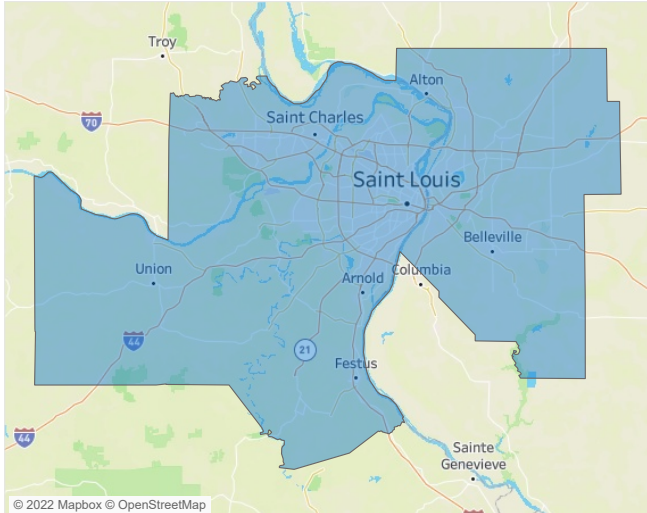 Troy
Alton
70
Saint Charles
Saint Louis
Belleville
Union
Arnold
Columbia
44
21
Festus
44
Sainte
Genevieve
© 2022 Mapbox © OpenStreetMap